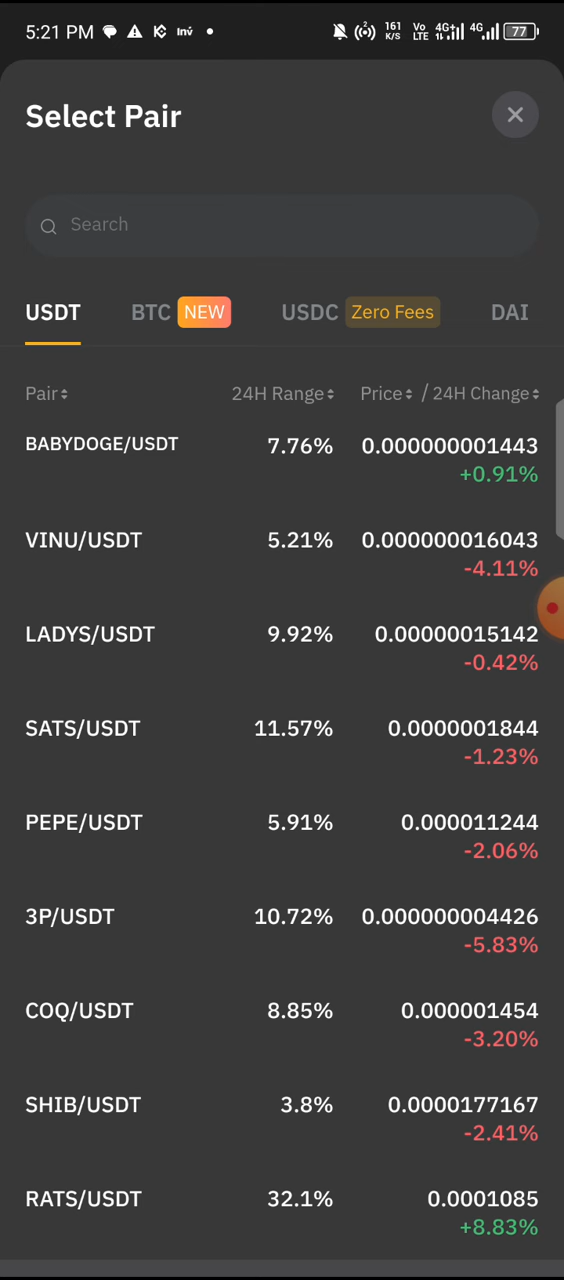 5:21 PM Inv 161 K/S Vo LTE 4G+ 4G 77
Select Pair
Search
USDT BTC NEW USDC Zero Fees DAI
Pair 24H Range Price / 24H Change
BABYDOGE/USDT 7.76% 0.000000001443
+0.91%
VINU/USDT 5.21% 0.000000016043
-4.11%
LADYS/USDT 9.92% 0.00000015142
-0.42%
SATS/USDT 11.57% 0.0000001844
-1.23%
PEPE/USDT 5.91% 0.000011244
-2.06%
3P/USDT 10.72% 0.000000004426
-5.83%
COQ/USDT 8.85% 0.000001454
-3.20%
SHIB/USDT 3.8% 0.0000177167
-2.41%
RATS/USDT 32.1% 0.0001085
+8.83%